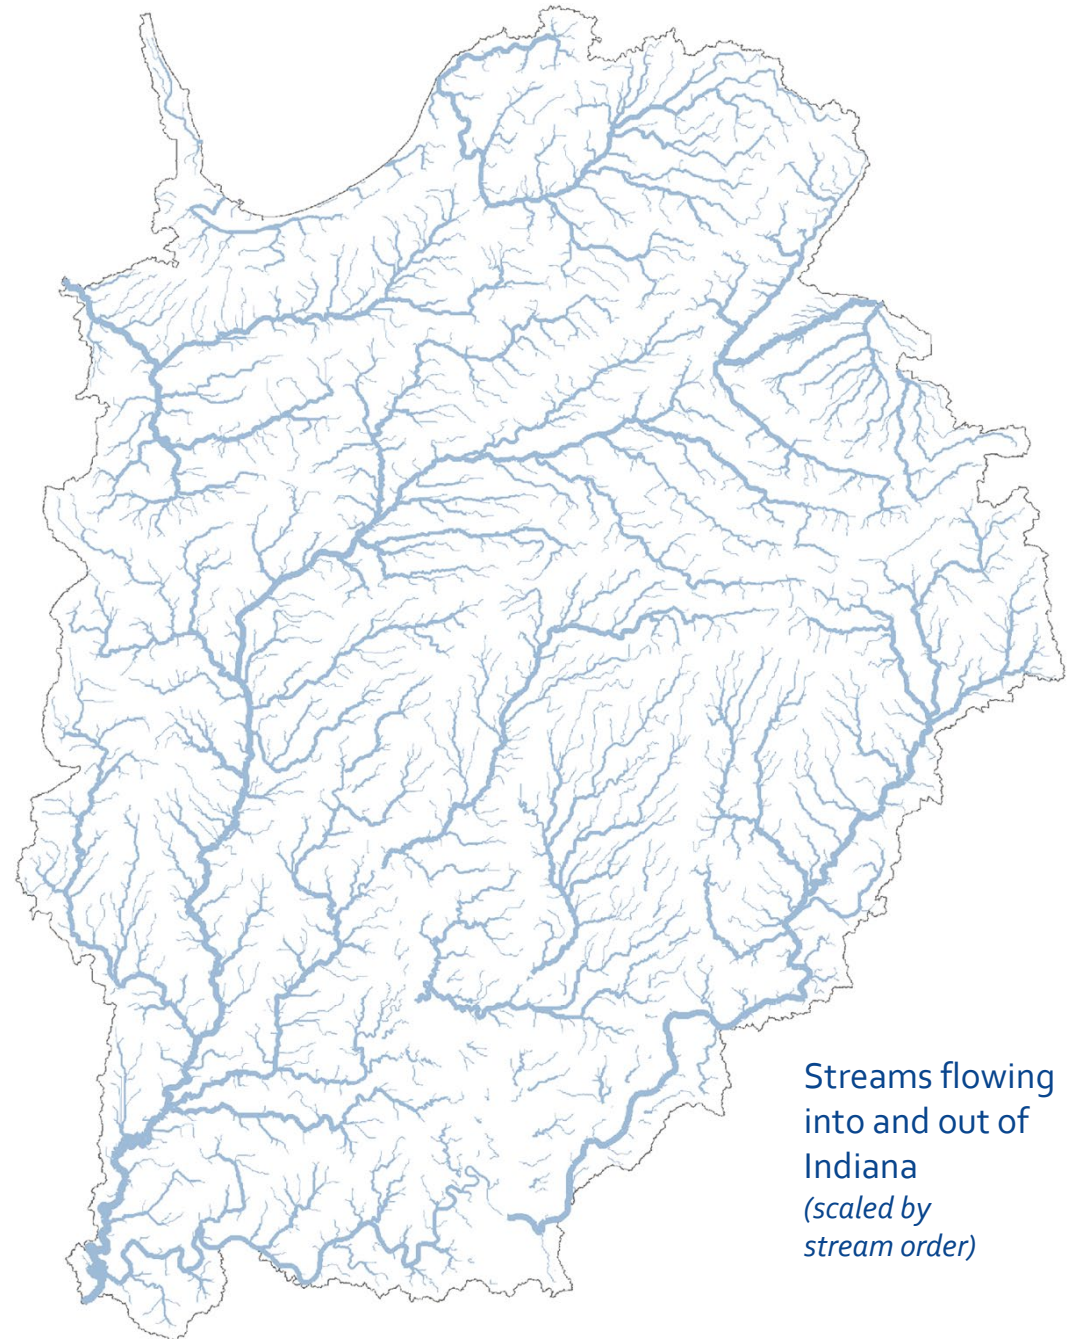 Streams flowing
into and out of
Indiana
(scaled by
stream order)